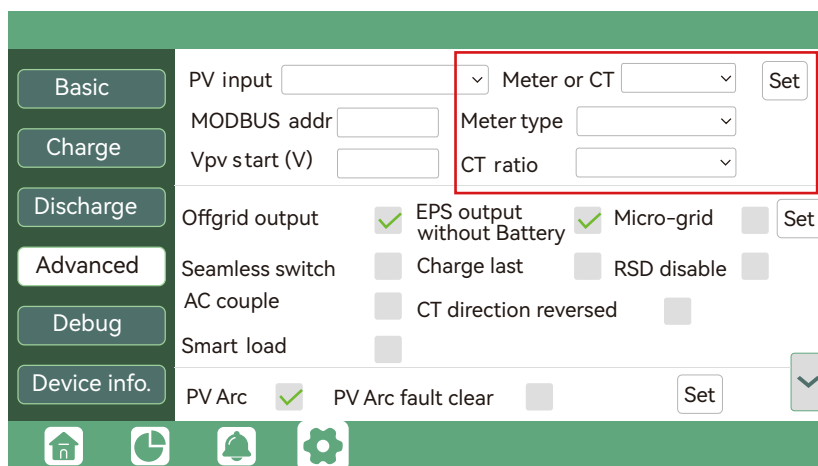 Basic
Charge
Discharge
Advanced
Debug
Device info.
PV input
Meter or CT
Set
MODBUS addr
Meter type
Vpv start (V)
CT ratio
Offgrid output
EPS output
without Battery
Micro-grid
Set
Seamless switch
Charge last
RSD disable
AC couple
CT direction reversed
Smart load
PV Arc
PV Arc fault clear
Set